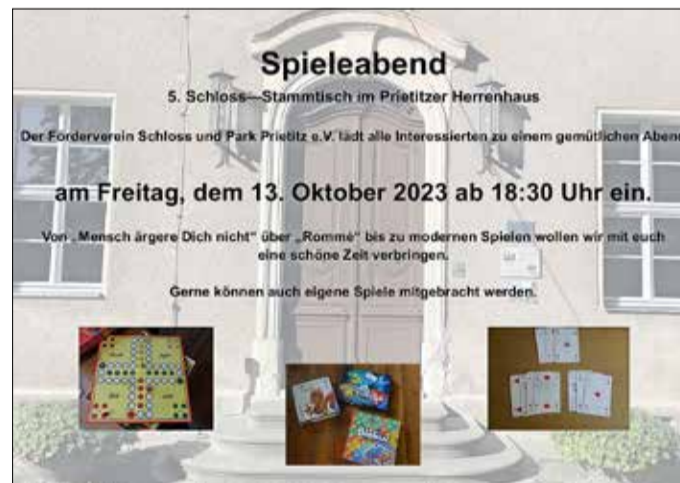 Spieleabend
5. Schloss—Stammtisch im Prietitzer Herrenhaus
Der Förderverein Schloss und Park Prietitz e.V. lädt alle Interessierten zu einem gemütlichen Abend
am Freitag, dem 13. Oktober 2023 ab 18:30 Uhr ein.
Von „Mensch ärgere Dich nicht“ über „Rommé“ bis zu modernen Spielen wollen wir mit euch
eine schöne Zeit verbringen.
Gerne können auch eigene Spiele mitgebracht werden.